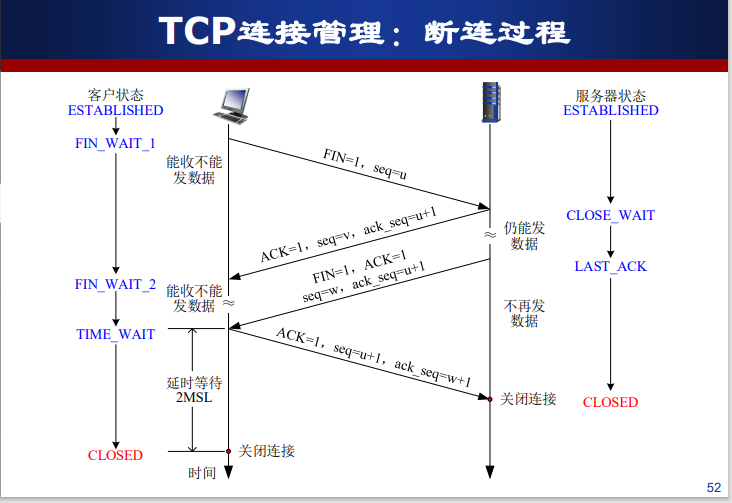 TCP连接管理：断连过程
客户状态
ESTABLISHED
服务器状态
ESTABLISHED
FIN_WAIT_1
能收不能
发数据
FIN=1, seq=u
CLOSE_WAIT
ACK=1, seq=v, ack_seq=u+1
≈
仍能发
数据
FIN=1, ACK=1
seq=w, ack_seq=u+1
LAST_ACK
FIN_WAIT_2
能收不能
发数据
≈
不再发
数据
TIME_WAIT
ACK=1, seq=u+1, ack_seq=w+1
延时等待
2MSL
关闭连接
CLOSED
CLOSED
关闭连接
时间
52